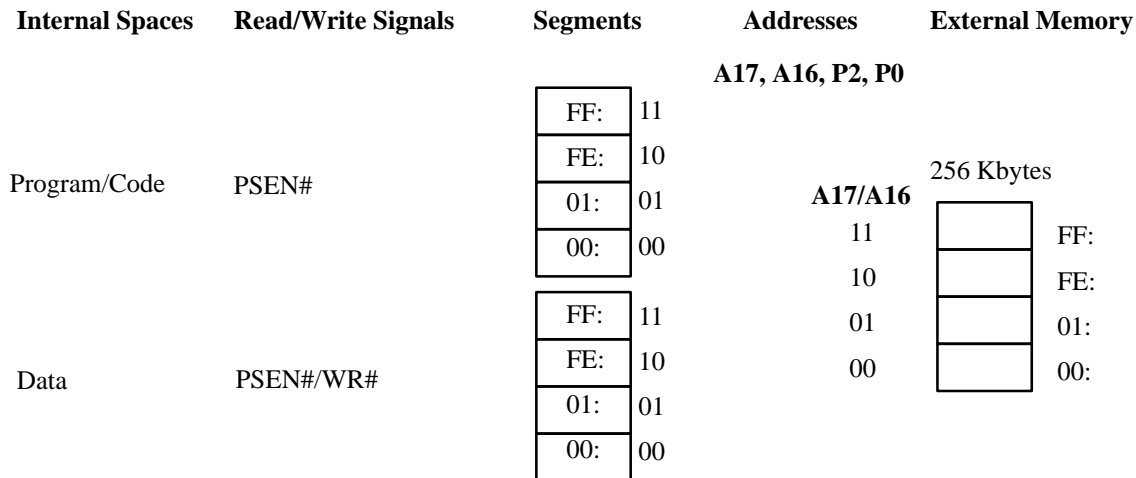 Internal Spaces Read/Write Signals Segments Addresses External Memory
A17, A16, P2, P0
FF: 11
FE: 10
Program/Code PSEN# 01: 01
00: 00
256 Kbytes
A17/A16
11 FF:
10 FE:
01 01:
00 00:
FF: 11
FE: 10
Data PSEN#/WR# 01: 01
00: 00